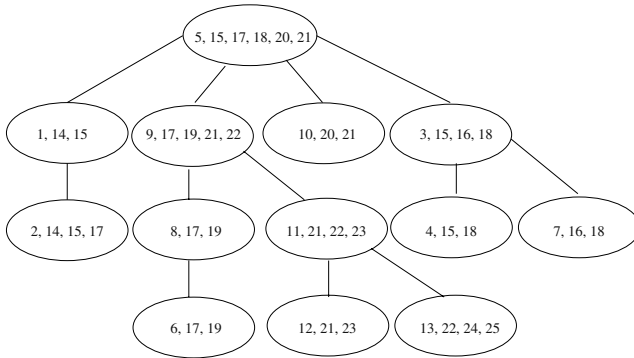 5, 15, 17, 18, 20, 21
1, 14, 15
9, 17, 19, 21, 22
10, 20, 21
3, 15, 16, 18
2, 14, 15, 17
8, 17, 19
11, 21, 22, 23
4, 15, 18
7, 16, 18
6, 17, 19
12, 21, 23
13, 22, 24, 25